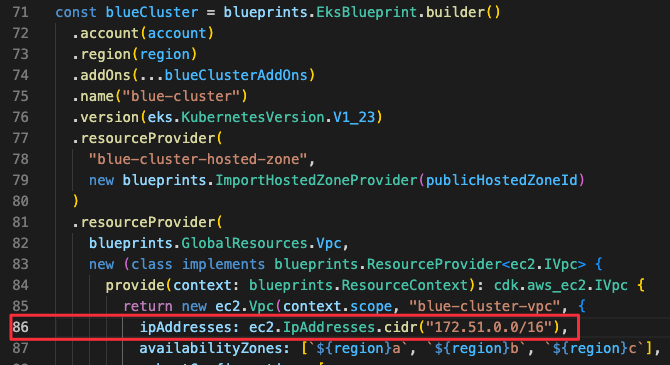 71 const blueCluster = blueprints.EksBlueprint.builder()
72 .account(account)
73 .region(region)
74 .addOns(...blueClusterAddOns)
75 .name("blue-cluster")
76 .version(eks.KubernetesVersion.V1_23)
77 .resourceProvider(
78 "blue-cluster-hosted-zone",
79 new blueprints.ImportHostedZoneProvider(publicHostedZoneId)
80 )
81 .resourceProvider(
82 blueprints.GlobalResources.Vpc,
83 new (class implements blueprints.ResourceProvider<ec2.IVpc> {
84 provide(context: blueprints.ResourceContext): cdk.aws_ec2.IVpc {
85 return new ec2.Vpc(context.scope, "blue-cluster-vpc", {
86 ipAddresses: ec2.IpAddresses.cidr("172.51.0.0/16"),
87 availabilityZones: [`${region}a`, `${region}b`, `${region}c`],